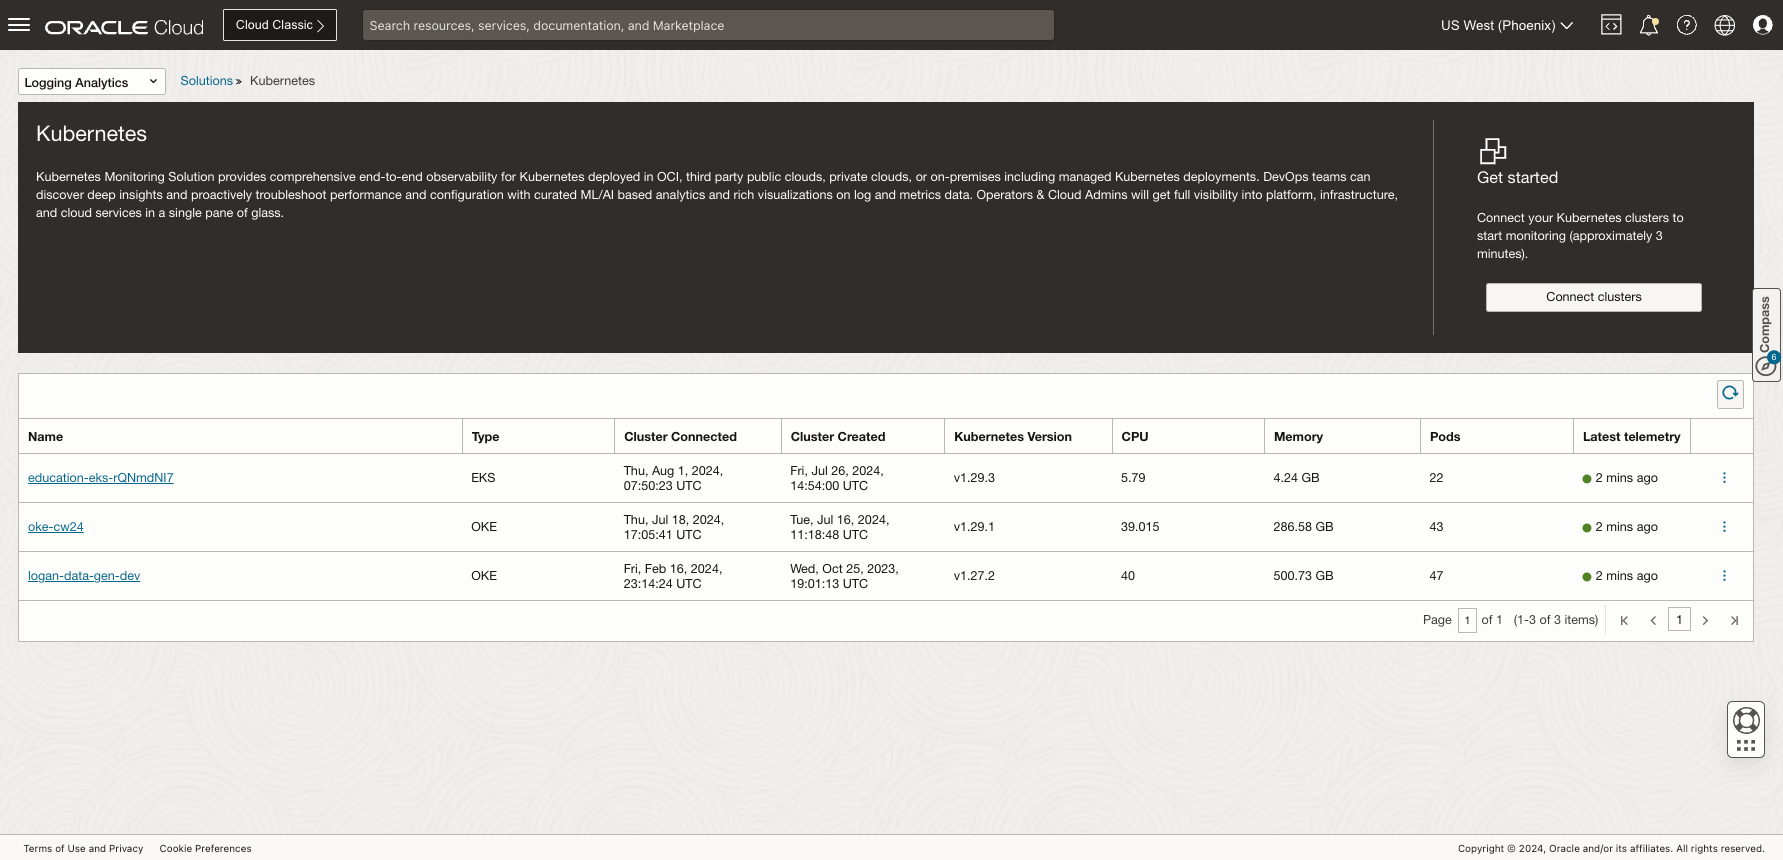 ORACLE Cloud
Cloud Classic
Search resources, services, documentation, and Marketplace
US West (Phoenix)
Logging Analytics
Solutions » Kubernetes
Kubernetes
Kubernetes Monitoring Solution provides comprehensive end-to-end observability for Kubernetes deployed in OCI, third party public clouds, private clouds, or on-premises including managed Kubernetes deployments. DevOps teams can
discover deep insights and proactively troubleshoot performance and configuration with curated ML/AI based analytics and rich visualizations on log and metrics data. Operators & Cloud Admins will get full visibility into platform, infrastructure,
and cloud services in a single pane of glass.
Get started
Connect your Kubernetes clusters to
start monitoring (approximately 3
minutes).
Connect clusters
Compass
6
Name Type Cluster Connected Cluster Created Kubernetes Version CPU Memory Pods Latest telemetry
education-eks-rQNmdNI7 EKS Thu, Aug 1, 2024, Fri, Jul 26, 2024, v1.29.3 5.79 4.24 GB 22 2 mins ago
07:50:23 UTC 14:54:00 UTC
oke-cw24 OKE Thu, Jul 18, 2024, Tue, Jul 16, 2024, v1.29.1 39.015 286.58 GB 43 2 mins ago
17:05:41 UTC 11:18:48 UTC
logan-data-gen-dev OKE Fri, Feb 16, 2024, Wed, Oct 25, 2023, v1.27.2 40 500.73 GB 47 2 mins ago
23:14:24 UTC 19:01:13 UTC
Page 1 of 1 (1-3 of 3 items) 1
Terms of Use and Privacy Cookie Preferences
Copyright © 2024, Oracle and/or its affiliates. All rights reserved.